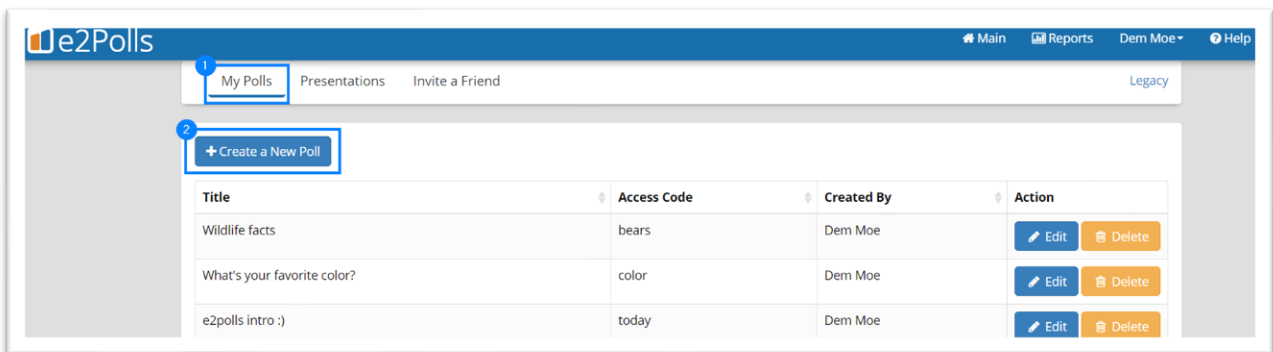 e2Polls Main Reports Dem Moe Help
1
My Polls Presentations Invite a Friend Legacy
2
+ Create a New Poll
Title Access Code Created By Action
Wildlife facts bears Dem Moe Edit Delete
What's your favorite color? color Dem Moe Edit Delete
e2polls intro :) today Dem Moe Edit Delete